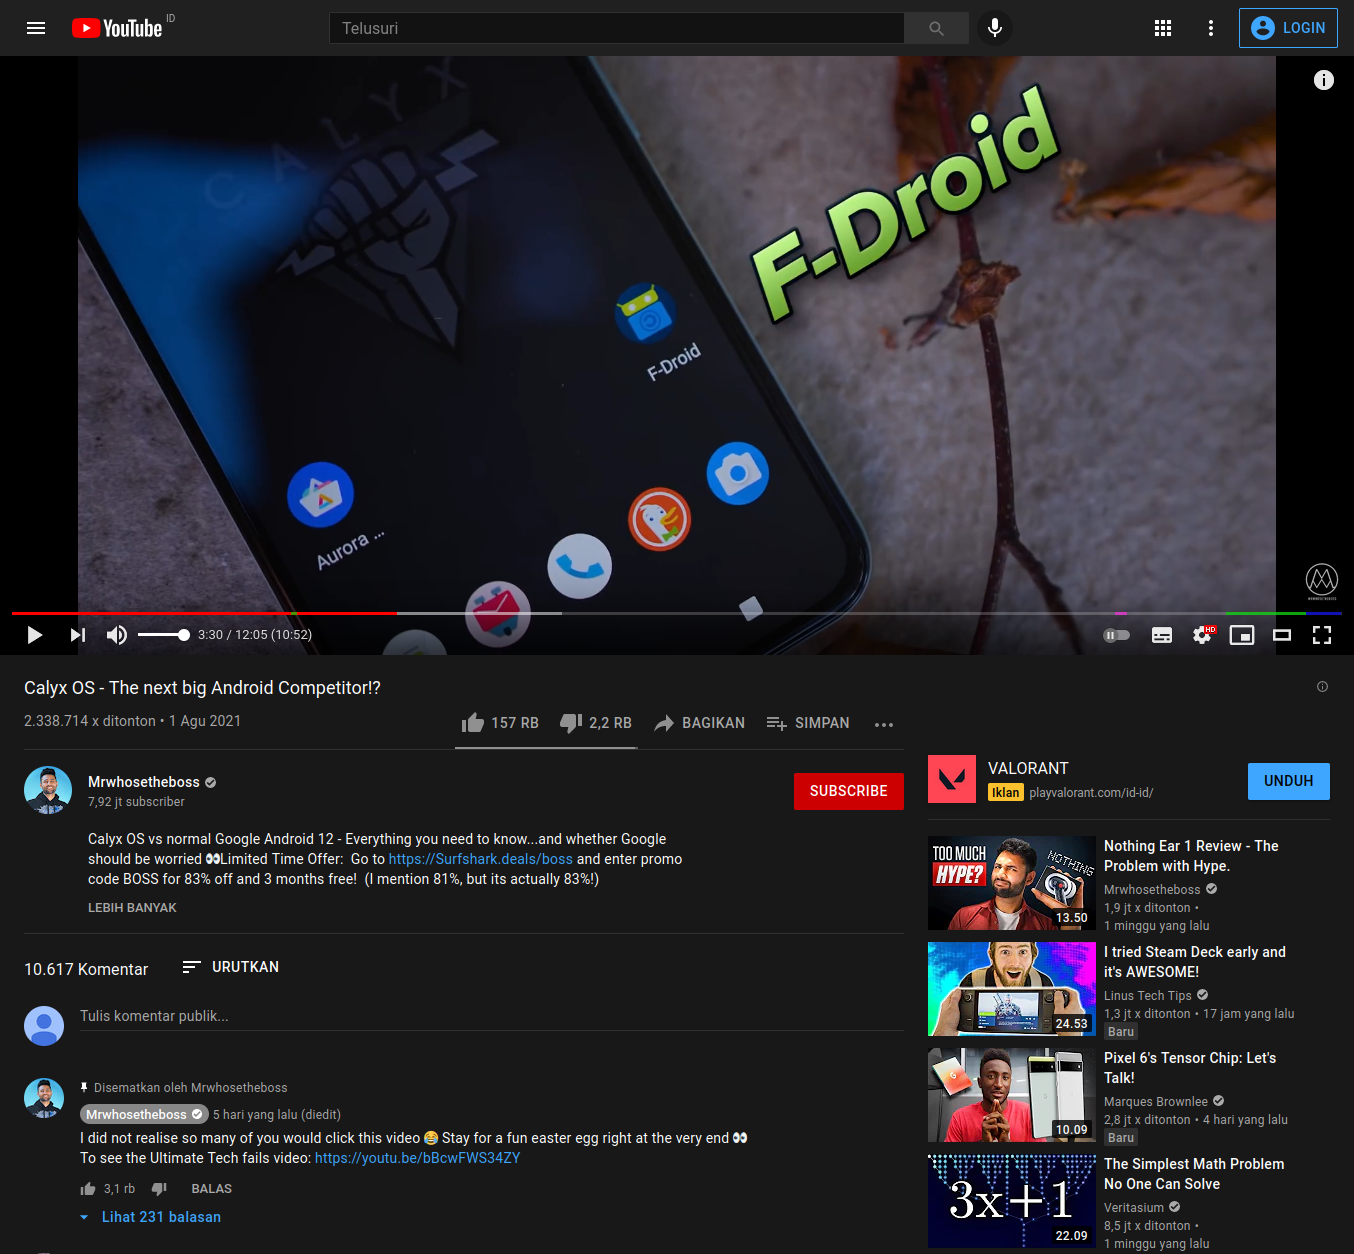 YouTube ID
Telusuri
LOGIN
CALYX
F-Droid
F-Droid
Aurora ...
3:30 / 12:05 (10:52)
HD
Calyx OS - The next big Android Competitor!?
2.338.714 x ditonton • 1 Agu 2021
157 RB
2,2 RB
BAGIKAN
SIMPAN
Mrwhosetheboss
7,92 jt subscriber
SUBSCRIBE
Calyx OS vs normal Google Android 12 - Everything you need to know...and whether Google
should be worried 👀Limited Time Offer:  Go to https://Surfshark.deals/boss and enter promo
code BOSS for 83% off and 3 months free!  (I mention 81%, but its actually 83%!)
LEBIH BANYAK
10.617 Komentar
URUTKAN
Tulis komentar publik...
Disematkan oleh Mrwhosetheboss
Mrwhosetheboss 5 hari yang lalu (diedit)
I did not realise so many of you would click this video 😂 Stay for a fun easter egg right at the very end 👀
To see the Ultimate Tech fails video: https://youtu.be/bBcwFWS34ZY
3,1 rb
BALAS
Lihat 231 balasan
VALORANT
Iklan playvalorant.com/id-id/
UNDUH
TOO MUCH
HYPE?
NOTHING
13.50
Nothing Ear 1 Review - The
Problem with Hype.
Mrwhosetheboss
1,9 jt x ditonton •
1 minggu yang lalu
24.53
I tried Steam Deck early and
it's AWESOME!
Linus Tech Tips
1,3 jt x ditonton • 17 jam yang lalu
Baru
10.09
Pixel 6's Tensor Chip: Let's
Talk!
Marques Brownlee
2,8 jt x ditonton • 4 hari yang lalu
Baru
3x+1
22.09
The Simplest Math Problem
No One Can Solve
Veritasium
8,5 jt x ditonton •
1 minggu yang lalu